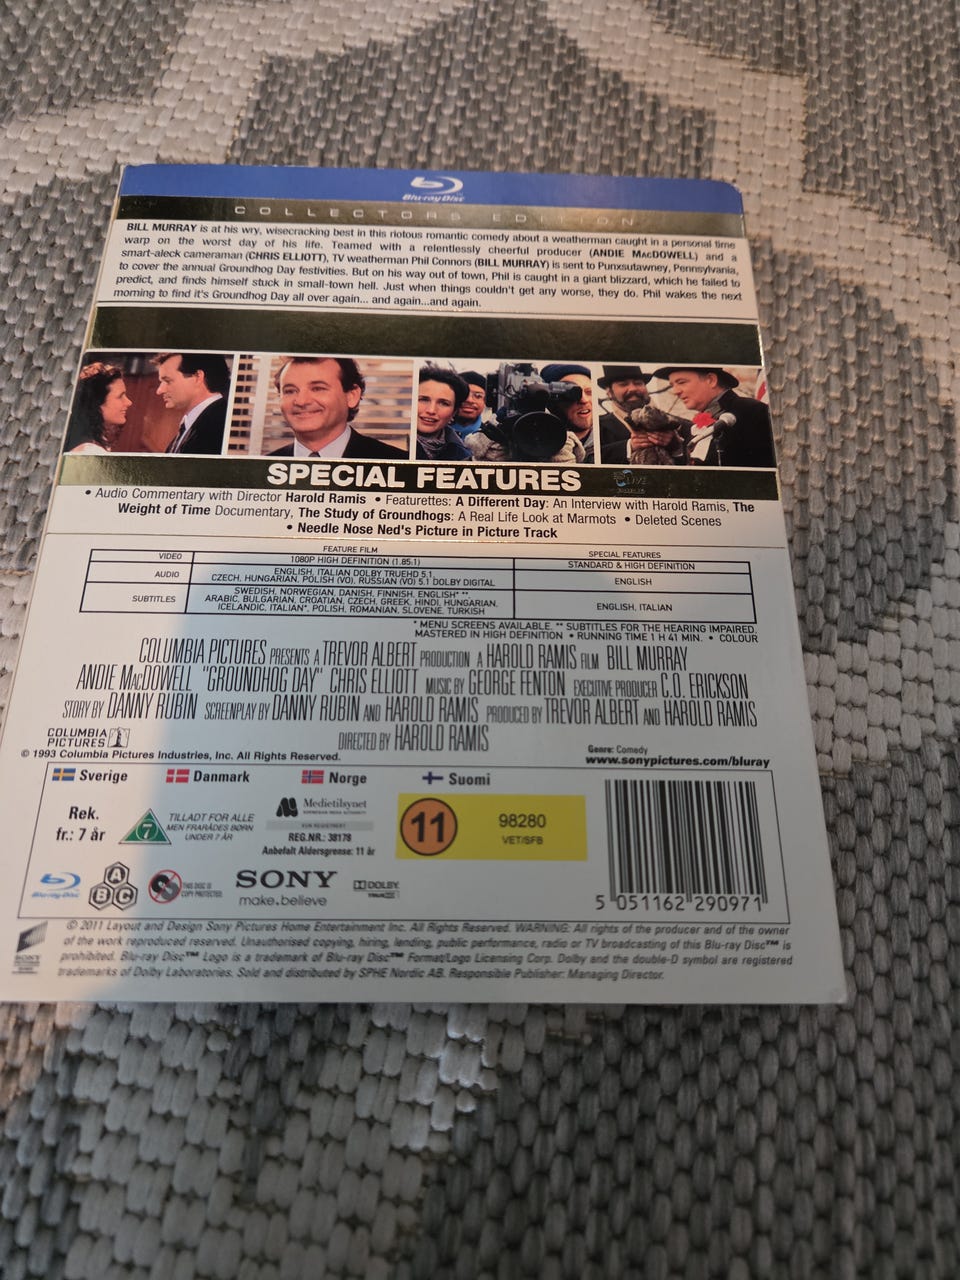 Blu-ray Disc
COLLECTORS EDITION
BILL MURRAY is at his wry, wisecracking best in this riotous romantic comedy about a weatherman caught in a personal time
warp on the worst day of his life. Teamed with a relentlessly cheerful producer (ANDIE MacDOWELL) and a
smart-aleck cameraman (CHRIS ELLIOTT), TV weatherman Phil Connors (BILL MURRAY) is sent to Punxsutawney, Pennsylvania,
to cover the annual Groundhog Day festivities. But on his way out of town, Phil is caught in a giant blizzard, which he failed to
predict, and finds himself stuck in small-town hell. Just when things couldn't get any worse, they do. Phil wakes the next
morning to find it's Groundhog Day all over again... and again...and again.
SPECIAL FEATURES
• Audio Commentary with Director Harold Ramis • Featurettes: A Different Day: An Interview with Harold Ramis, The
Weight of Time Documentary, The Study of Groundhogs: A Real Life Look at Marmots • Deleted Scenes
• Needle Nose Ned's Picture in Picture Track
FEATURE FILM SPECIAL FEATURES
VIDEO 1080P HIGH DEFINITION (1.85:1) STANDARD & HIGH DEFINITION
AUDIO ENGLISH, ITALIAN DOLBY TRUEHD 5.1 ENGLISH
CZECH, HUNGARIAN, POLISH (VO), RUSSIAN (VO) 5.1 DOLBY DIGITAL
SUBTITLES SWEDISH, NORWEGIAN, DANISH, FINNISH, ENGLISH* **, ENGLISH, ITALIAN
ARABIC, BULGARIAN, CROATIAN, CZECH, GREEK, HINDI, HUNGARIAN,
ICELANDIC, ITALIAN*, POLISH, ROMANIAN, SLOVENE, TURKISH
* MENU SCREENS AVAILABLE. ** SUBTITLES FOR THE HEARING IMPAIRED.
MASTERED IN HIGH DEFINITION • RUNNING TIME 1 H 41 MIN. • COLOUR
COLUMBIA PICTURES PRESENTS A TREVOR ALBERT PRODUCTION A HAROLD RAMIS FILM BILL MURRAY
ANDIE MacDOWELL "GROUNDHOG DAY" CHRIS ELLIOTT MUSIC BY GEORGE FENTON EXECUTIVE PRODUCER C.O. ERICKSON
STORY BY DANNY RUBIN SCREENPLAY BY DANNY RUBIN AND HAROLD RAMIS PRODUCED BY TREVOR ALBERT AND HAROLD RAMIS
DIRECTED BY HAROLD RAMIS
COLUMBIA
PICTURES
© 1993 Columbia Pictures Industries, Inc. All Rights Reserved.
Genre: Comedy
www.sonypictures.com/bluray
Sverige Danmark Norge Suomi
Rek.
fr.: 7 år
7
TILLADT FOR ALLE
MEN FRARÅDES BØRN
UNDER 7 ÅR
Medietilsynet
NORWEGIAN MEDIA AUTHORITY
REG.NR.: 38178
Anbefalt Aldersgrense: 11 år
11
98280
VET/SFB
5 051162 290971
Blu-ray Disc
A
B C
THIS DISC IS
COPY PROTECTED.
SONY
make.believe
DOLBY
TRUEHD
SONY
© 2011 Layout and Design Sony Pictures Home Entertainment Inc. All Rights Reserved. WARNING: All rights of the producer and of the owner
of the work reproduced reserved. Unauthorised copying, hiring, lending, public performance, radio or TV broadcasting of this Blu-ray Disc™ is
prohibited. Blu-ray Disc™ Logo is a trademark of Blu-ray Disc™ Format/Logo Licensing Corp. Dolby and the double-D symbol are registered
trademarks of Dolby Laboratories. Sold and distributed by SPHE Nordic AB. Responsible Publisher: Managing Director.